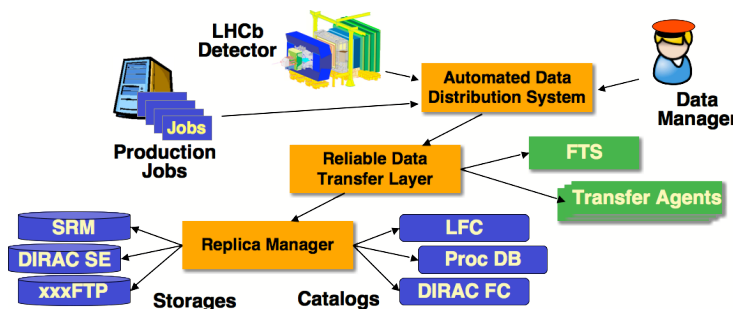 LHCb
Detector
Automated Data
Distribution System
Data
Manager
Jobs
Production
Jobs
Reliable Data
Transfer Layer
FTS
Transfer Agents
SRM
DIRAC SE
xxxFTP
Storages
Replica Manager
Catalogs
LFC
Proc DB
DIRAC FC